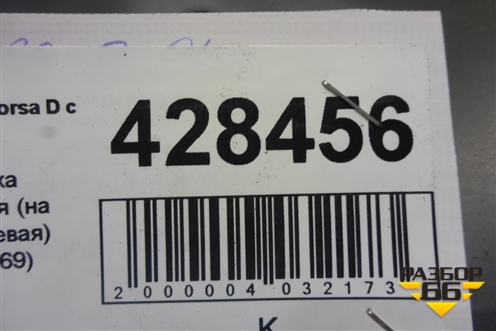 orsa D с
428456
ка
я (на
евая)
69)
2 000004 032173
К
РАЗБОР
66